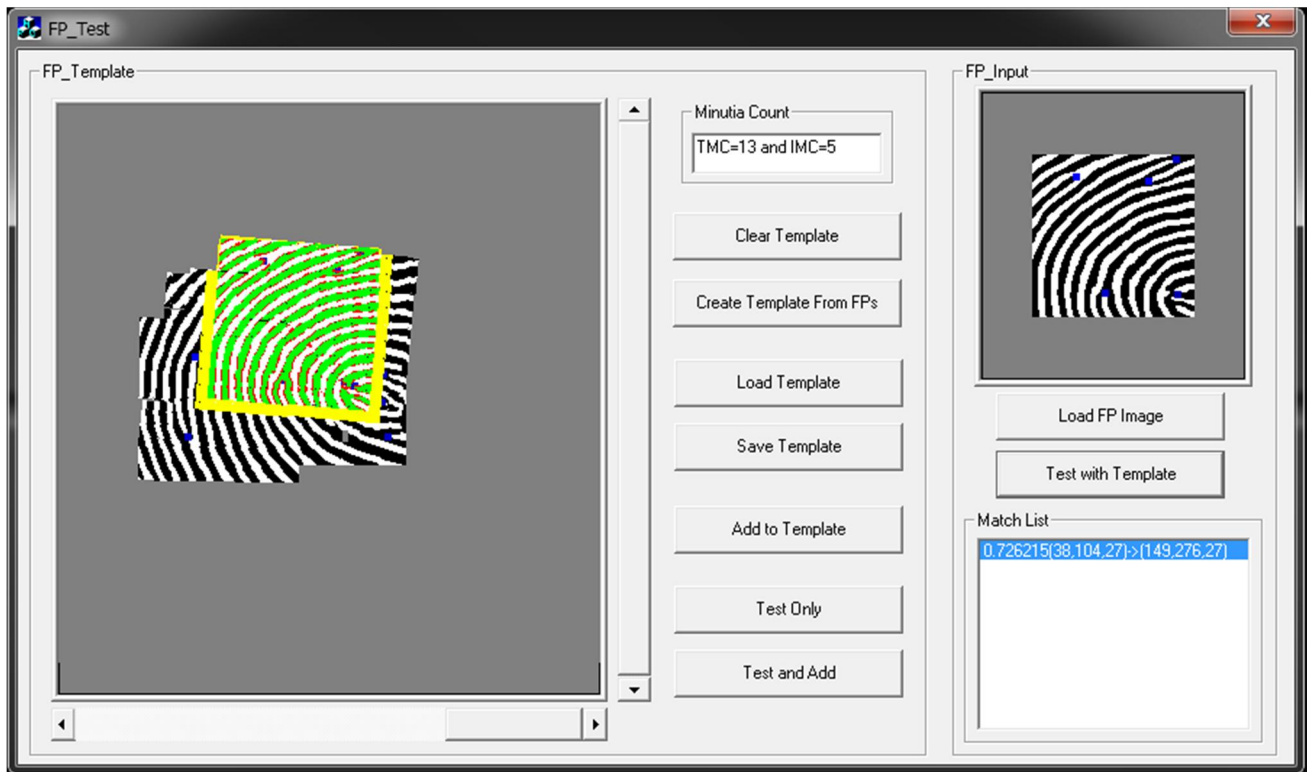 FP_Test
FP_Template
Minutia Count
TMC=13 and IMC=5
Clear Template
Create Template From FPs
Load Template
Save Template
Add to Template
Test Only
Test and Add
FP_Input
Load FP Image
Test with Template
Match List
0.726215(38,104,27)->(149,276,27)